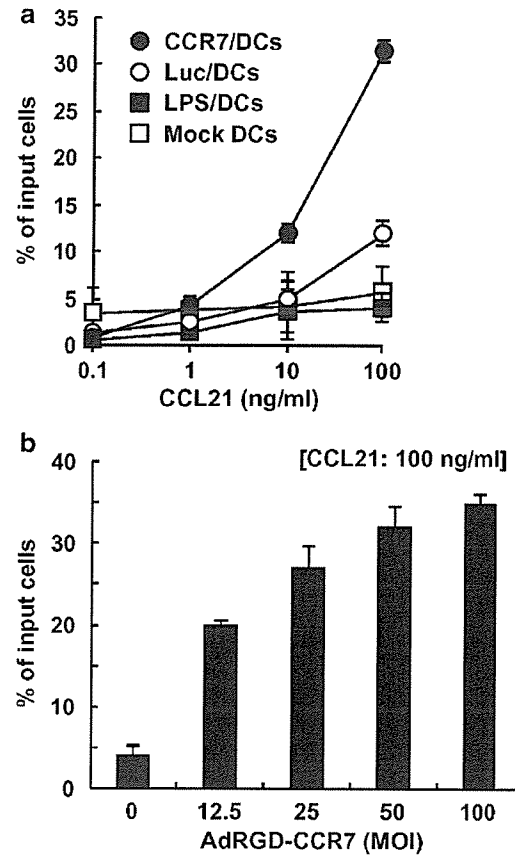 a
35
30
25
20
15
10
5
0
% of input cells
CCR7/DCs
Luc/DCs
LPS/DCs
Mock DCs
0.1 1 10 100
CCL21 (ng/ml)
b
[CCL21: 100 ng/ml]
40
30
20
10
0
% of input cells
0 12.5 25 50 100
AdRGD-CCR7 (MOI)